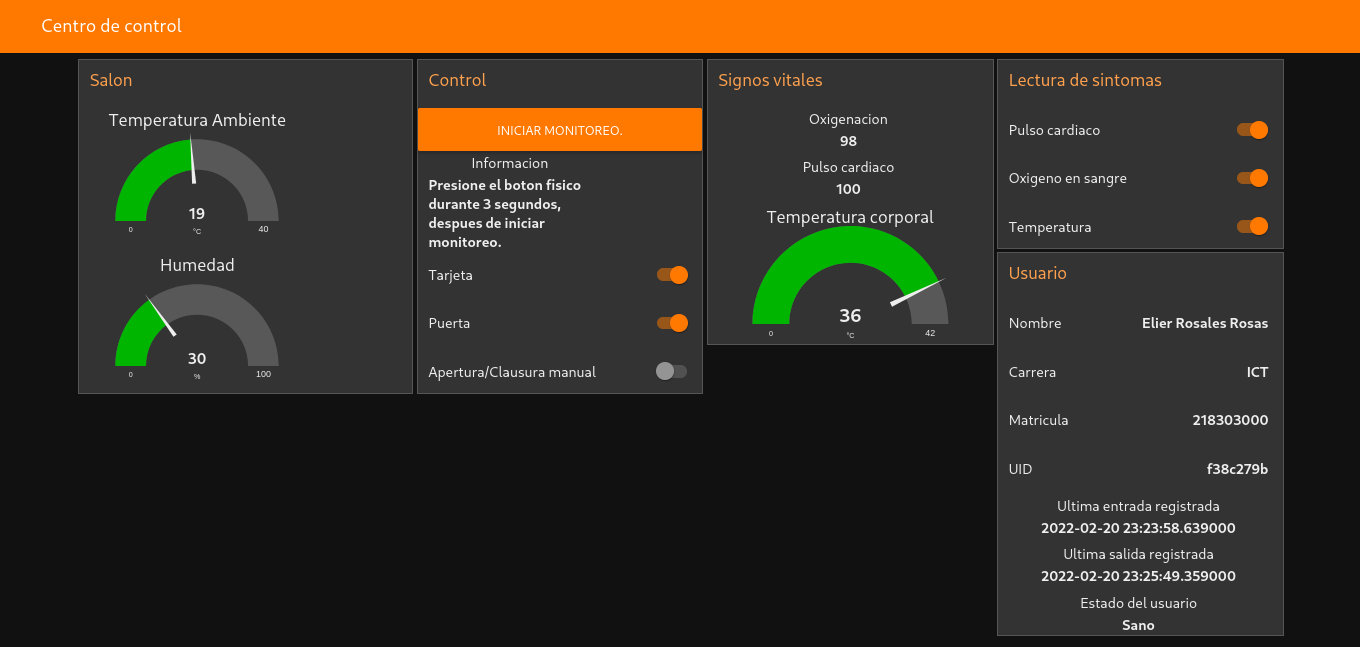 Centro de control
Salon
Temperatura Ambiente
19
0
°C
40
Humedad
30
0
%
100
Control
INICIAR MONITOREO.
Informacion
Presione el boton fisico
durante 3 segundos,
despues de iniciar
monitoreo.
Tarjeta
Puerta
Apertura/Clausura manual
Signos vitales
Oxigenacion
98
Pulso cardiaco
100
Temperatura corporal
36
0
°C
42
Lectura de sintomas
Pulso cardiaco
Oxigeno en sangre
Temperatura
Usuario
Nombre Elier Rosales Rosas
Carrera ICT
Matricula 218303000
UID f38c279b
Ultima entrada registrada
2022-02-20 23:23:58.639000
Ultima salida registrada
2022-02-20 23:25:49.359000
Estado del usuario
Sano